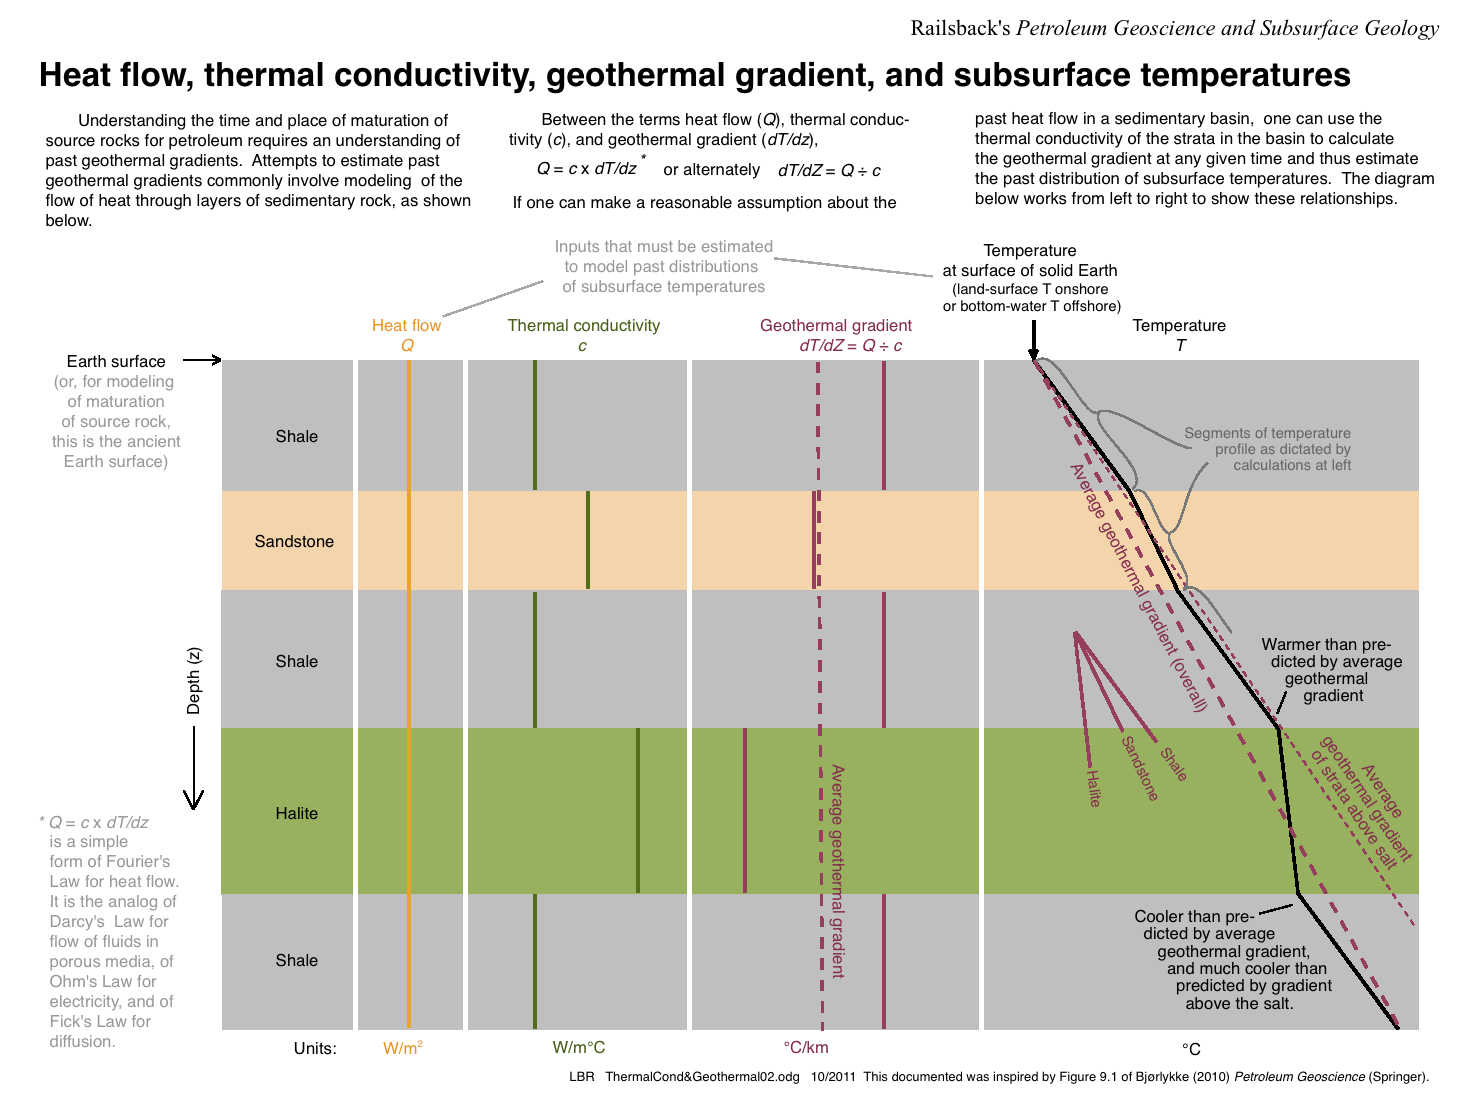 Railsback's Petroleum Geoscience and Subsurface Geology
Heat flow, thermal conductivity, geothermal gradient, and subsurface temperatures
Understanding the time and place of maturation of
source rocks for petroleum requires an understanding of
past geothermal gradients. Attempts to estimate past
geothermal gradients commonly involve modeling of the
flow of heat through layers of sedimentary rock, as shown
below.
Between the terms heat flow (Q), thermal conduc-
tivity (c), and geothermal gradient (dT/dz),
Q = c x dT/dz * or alternately dT/dZ = Q ÷ c
If one can make a reasonable assumption about the
past heat flow in a sedimentary basin, one can use the
thermal conductivity of the strata in the basin to calculate
the geothermal gradient at any given time and thus estimate
the past distribution of subsurface temperatures. The diagram
below works from left to right to show these relationships.
Inputs that must be estimated
to model past distributions
of subsurface temperatures
Temperature
at surface of solid Earth
(land-surface T onshore
or bottom-water T offshore)
Heat flow
Q
Thermal conductivity
c
Geothermal gradient
dT/dZ = Q ÷ c
Temperature
T
Earth surface
(or, for modeling
of maturation
of source rock,
this is the ancient
Earth surface)
Depth (z)
Shale
Sandstone
Shale
Halite
Shale
Average geothermal gradient
Segments of temperature
profile as dictated by
calculations at left
Average geothermal gradient (overall)
Warmer than pre-
dicted by average
geothermal
gradient
Halite
Sandstone
Shale
Average
geothermal gradient
of strata above salt
Cooler than pre-
dicted by average
geothermal gradient,
and much cooler than
predicted by gradient
above the salt.
* Q = c x dT/dz
is a simple
form of Fourier's
Law for heat flow.
It is the analog of
Darcy's Law for
flow of fluids in
porous media, of
Ohm's Law for
electricity, and of
Fick's Law for
diffusion.
Units: W/m² W/m°C °C/km °C
LBR ThermalCond&Geothermal02.odg 10/2011 This documented was inspired by Figure 9.1 of Bjørlykke (2010) Petroleum Geoscience (Springer).